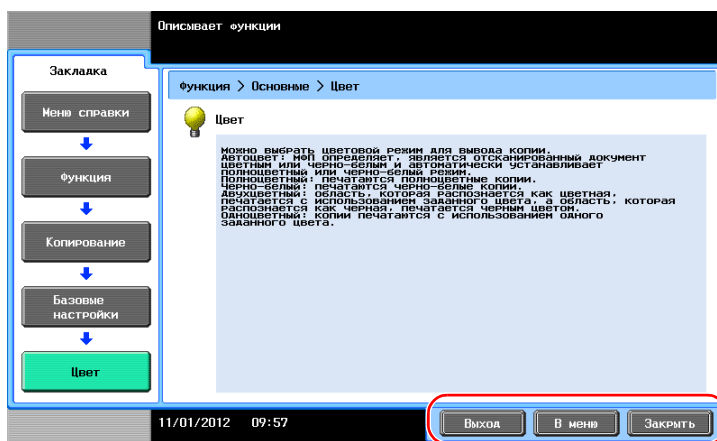 Описывает функции
Закладка
Меню справки
Функция
Копирование
Базовые
настройки
Цвет
Функция > Основные > Цвет
Цвет
Можно выбрать цветовой режим для вывода копии.
Автоцвет: МФП определяет, является отсканированный документ
цветным или черно-белым и автоматически устанавливает
полноцветный или черно-белый режим.
Полноцветный: печатаются полноцветные копии.
Черно-белый: печатаются черно-белые копии.
Двухцветный: область, которая распознается как цветная,
печатается с использованием заданного цвета, а область, которая
распознается как черная, печатается черным цветом.
Одноцветный: копии печатаются с использованием одного
заданного цвета.
11/01/2012 09:57
Выход
В меню
Закрыть